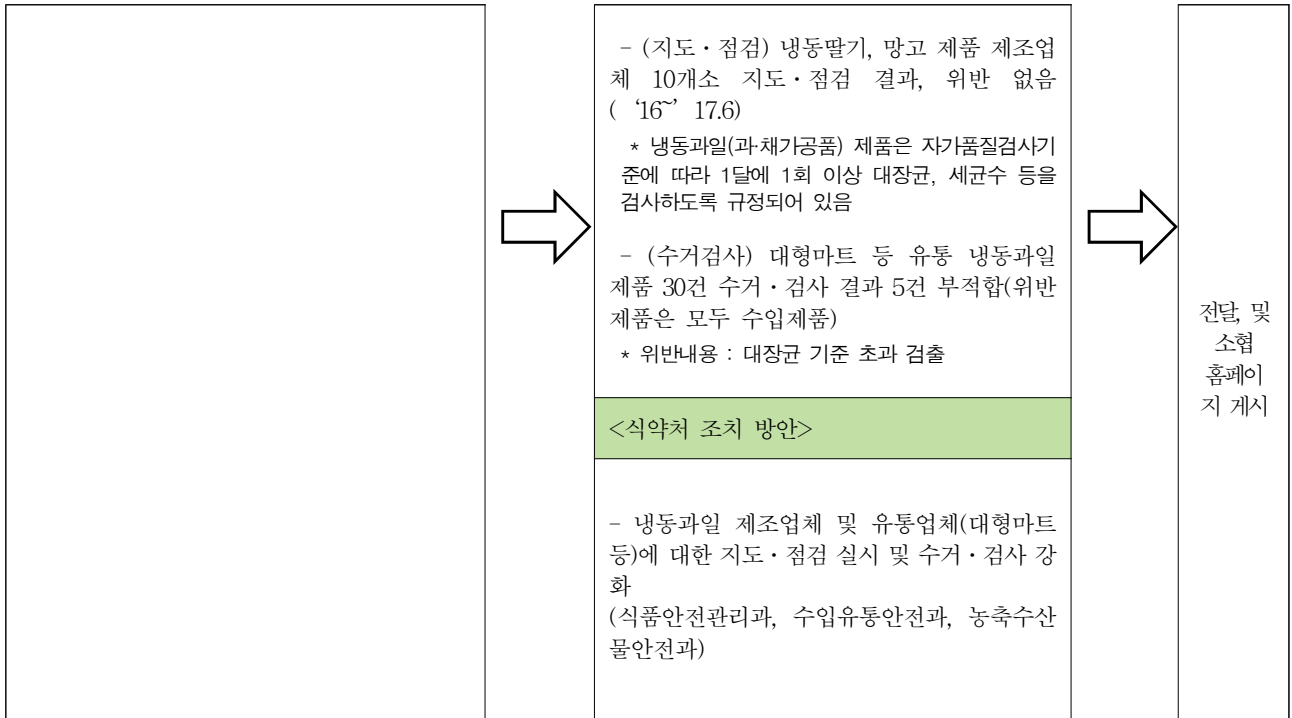 - (지도・점검) 냉동딸기, 망고 제품 제조업
체 10개소 지도・점검 결과, 위반 없음
( ‘16~’ 17.6)
* 냉동과일(과·채가공품) 제품은 자가품질검사기
준에 따라 1달에 1회 이상 대장균, 세균수 등을
검사하도록 규정되어 있음
- (수거검사) 대형마트 등 유통 냉동과일
제품 30건 수거・검사 결과 5건 부적합(위반
제품은 모두 수입제품)
* 위반내용 : 대장균 기준 초과 검출
<식약처 조치 방안>
- 냉동과일 제조업체 및 유통업체(대형마트
등)에 대한 지도・점검 실시 및 수거・검사 강
화
(식품안전관리과, 수입유통안전과, 농축수산
물안전과)
전달, 및
소협
홈페이
지 게시